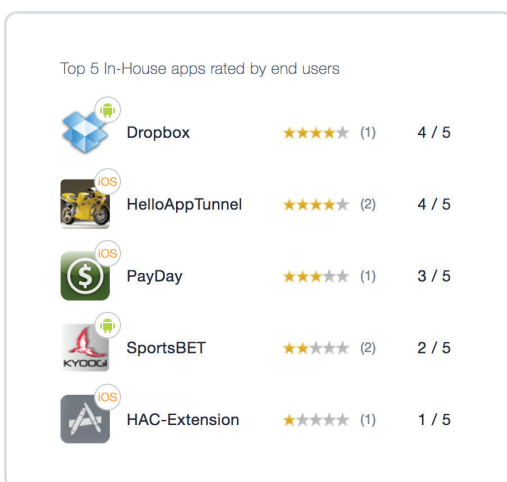 Top 5 In-House apps rated by end users
Dropbox (1) 4 / 5
iOS
HelloAppTunnel (2) 4 / 5
iOS
PayDay (1) 3 / 5
SportsBET (2) 2 / 5
KYOOGI
iOS
HAC-Extension (1) 1 / 5